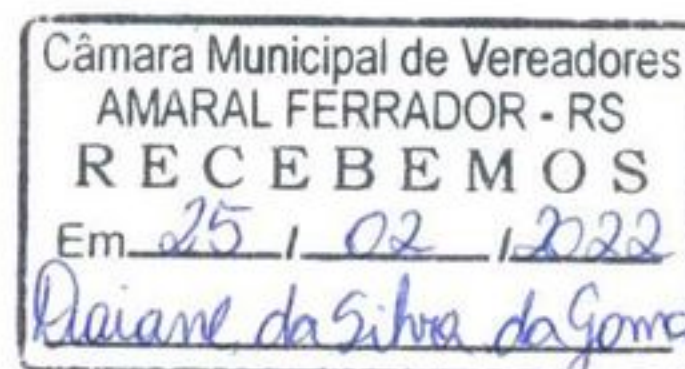 Câmara Municipal de Vereadores
AMARAL FERRADOR - RS
RECEBEMOS
Em 25 / 02 / 2022
Daiane da Silva da Gama